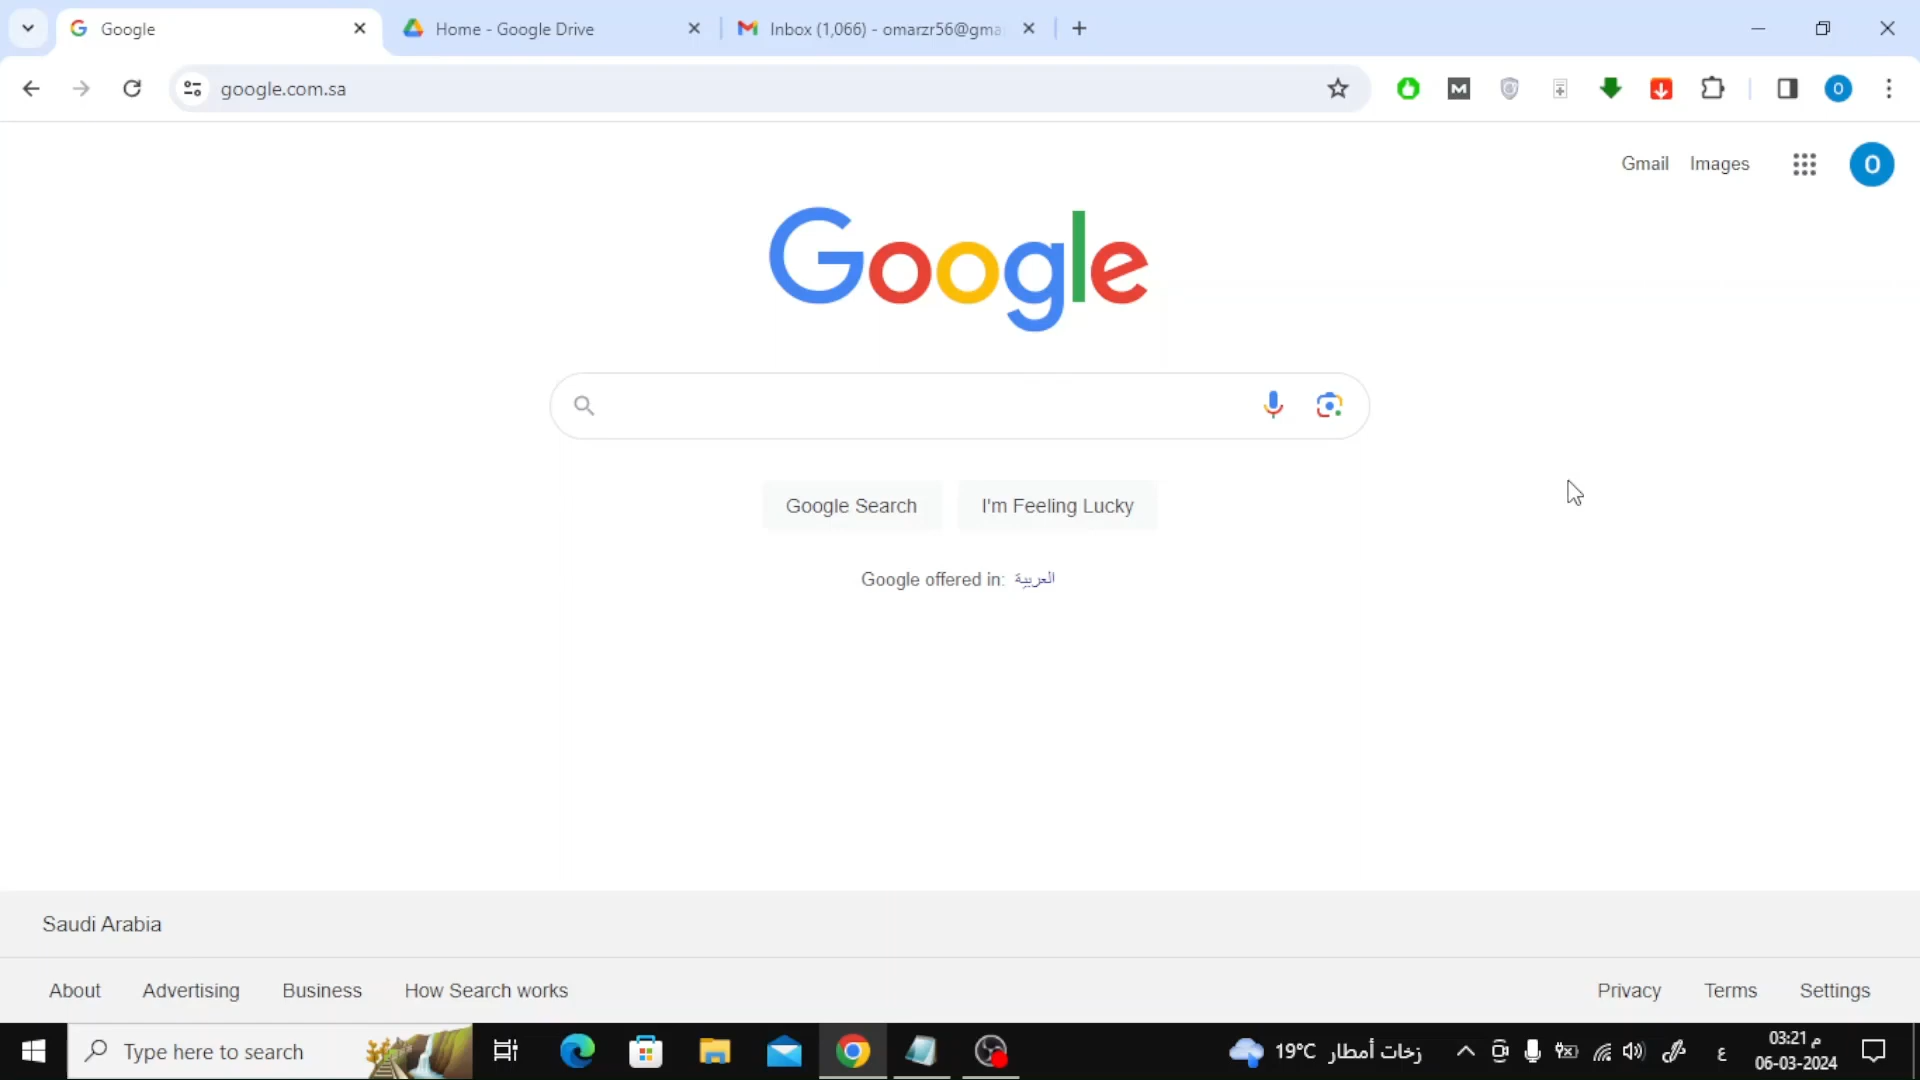 Google
Home - Google Drive
Inbox (1,066) - omarzr56@gma
google.com.sa
M
O
Gmail
Images
O
Google
Google Search
I'm Feeling Lucky
Google offered in: العربية
Saudi Arabia
About
Advertising
Business
How Search works
Privacy
Terms
Settings
Type here to search
19°C زخات أمطار
ع
03:21 م
06-03-2024